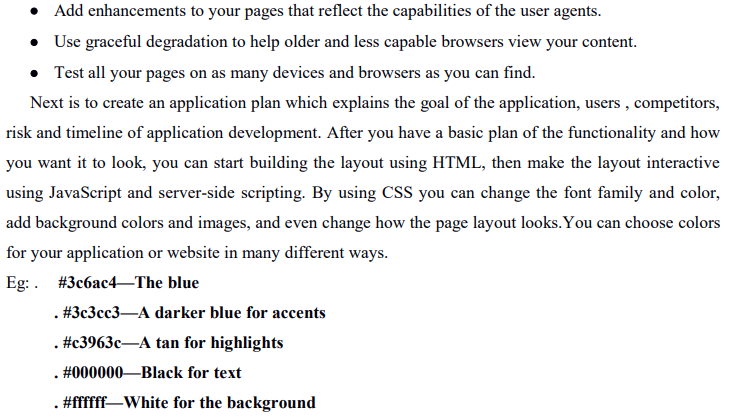 ● Add enhancements to your pages that reflect the capabilities of the user agents.
● Use graceful degradation to help older and less capable browsers view your content.
● Test all your pages on as many devices and browsers as you can find.
Next is to create an application plan which explains the goal of the application, users , competitors,
risk and timeline of application development. After you have a basic plan of the functionality and how
you want it to look, you can start building the layout using HTML, then make the layout interactive
using JavaScript and server-side scripting. By using CSS you can change the font family and color,
add background colors and images, and even change how the page layout looks.You can choose colors
for your application or website in many different ways.
Eg: . #3c6ac4—The blue
. #3c3cc3—A darker blue for accents
. #c3963c—A tan for highlights
. #000000—Black for text
. #ffffff—White for the background